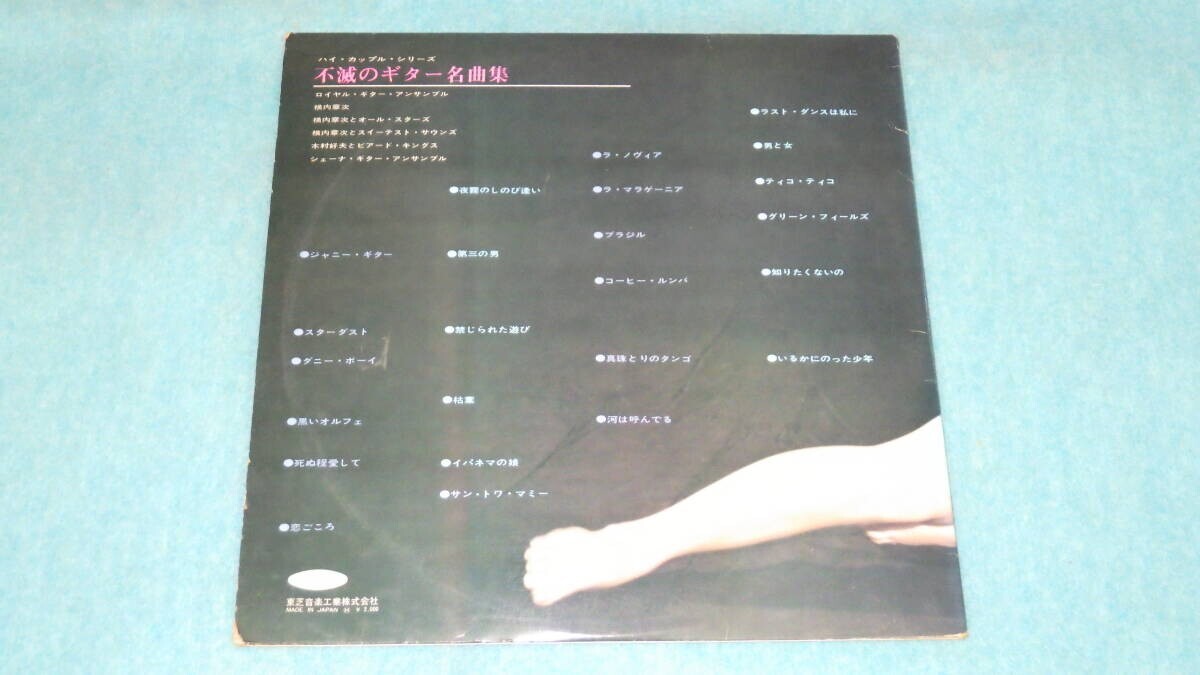 ハイ・カップル・シリーズ
不滅のギター名曲集
ロイヤル・ギター・アンサンブル
横内章次
横内章次とオール・スターズ
横内章次とスイーテスト・サウンズ
木村好夫とビアード・キングス
シェーナ・ギター・アンサンブル
●ジャニー・ギター
●スターダスト
●ダニー・ボーイ
●黒いオルフェ
●死ぬ程愛して
●恋ごころ
●夜霧のしのび逢い
●第三の男
●禁じられた遊び
●枯葉
●イパネマの娘
●サン・トワ・マミー
●ラ・ノヴィア
●ラ・マラゲーニア
●ブラジル
●コーヒー・ルンバ
●真珠とりのタンゴ
●河は呼んでる
●ラスト・ダンスは私に
●男と女
●ティコ・ティコ
●グリーン・フィールズ
●知りたくないの
●いるかにのった少年
東芝音楽工業株式会社
MADE IN JAPAN Ⓗ ¥ 2,000